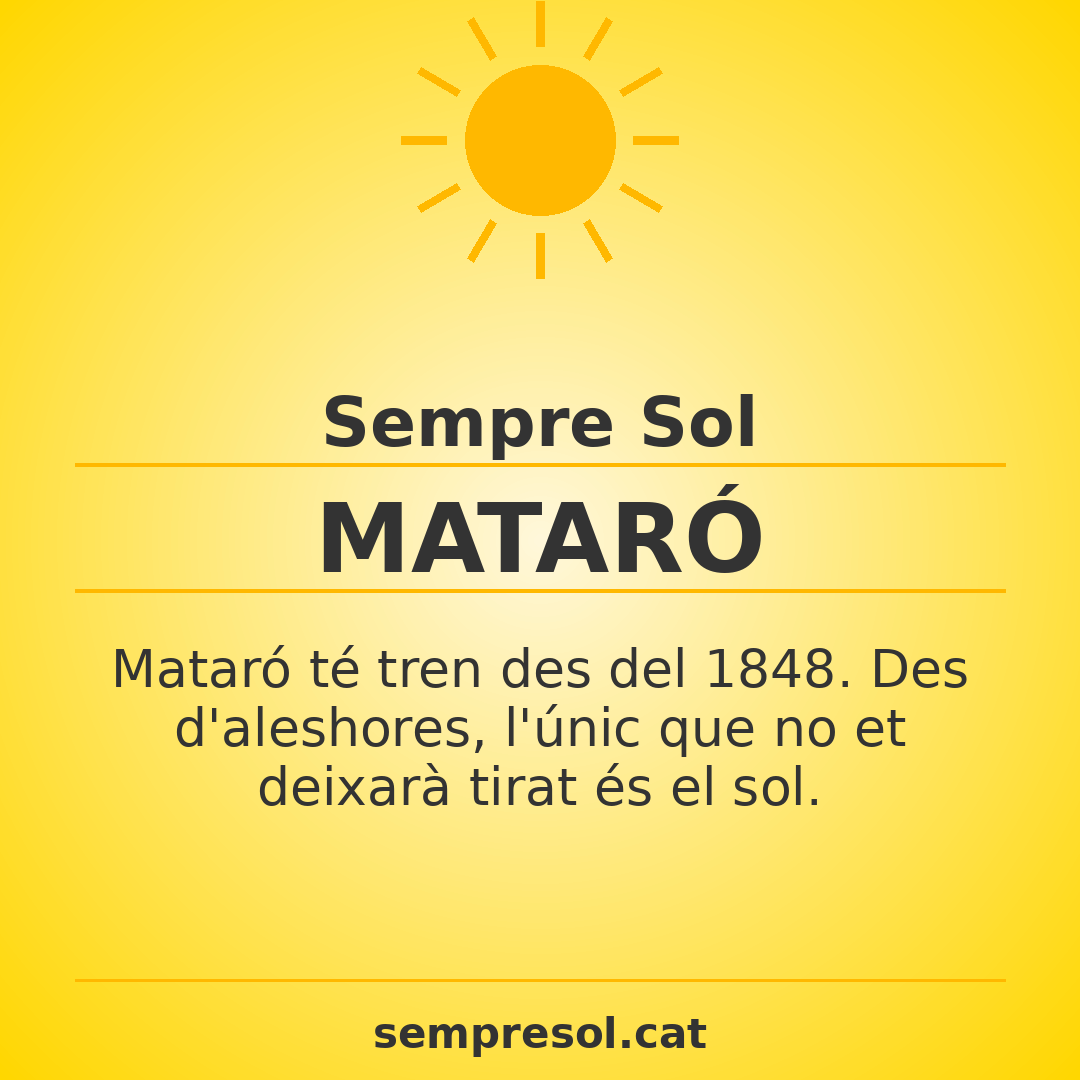 Sempre Sol
MATARÓ
Mataró té tren des del 1848. Des
d'aleshores, l'únic que no et
deixarà tirat és el sol.
sempresol.cat